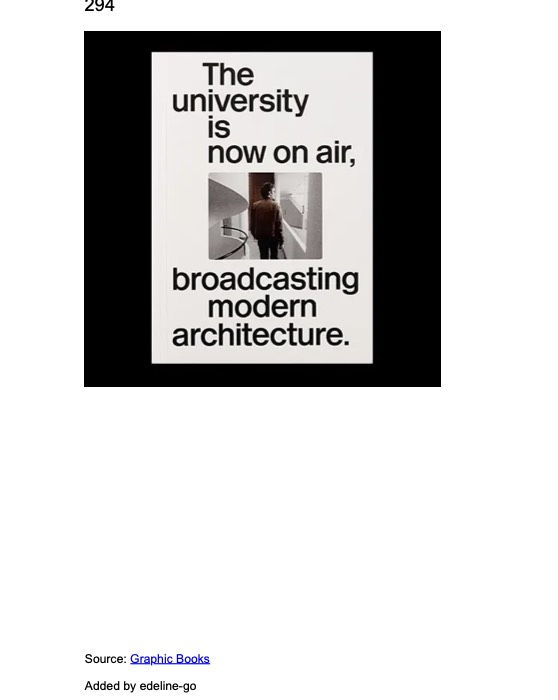 294
The
university
is
now on air,
broadcasting
modern
architecture.
Source: Graphic Books
Added by edeline-go